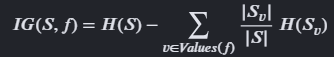 IG(S, f) = H(S) − ∑_{v∈Values(f)} |S_v|/|S| H(S_v)